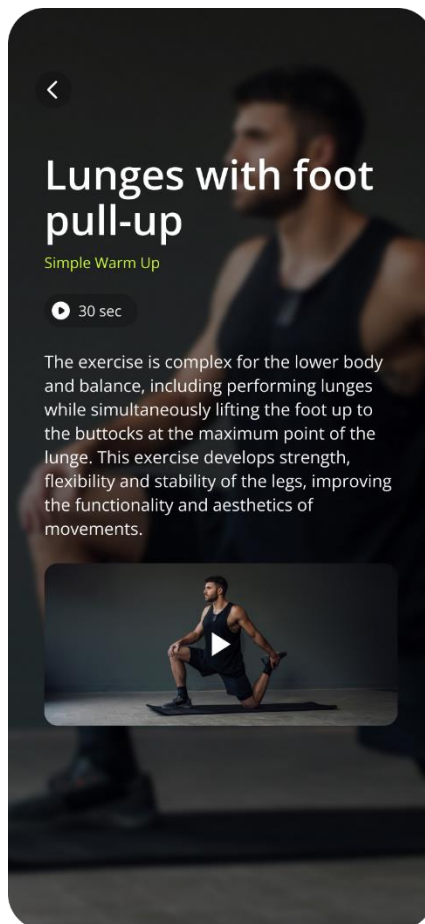 Lunges with foot
pull-up
Simple Warm Up
30 sec
The exercise is complex for the lower body
and balance, including performing lunges
while simultaneously lifting the foot up to
the buttocks at the maximum point of the
lunge. This exercise develops strength,
flexibility and stability of the legs, improving
the functionality and aesthetics of
movements.